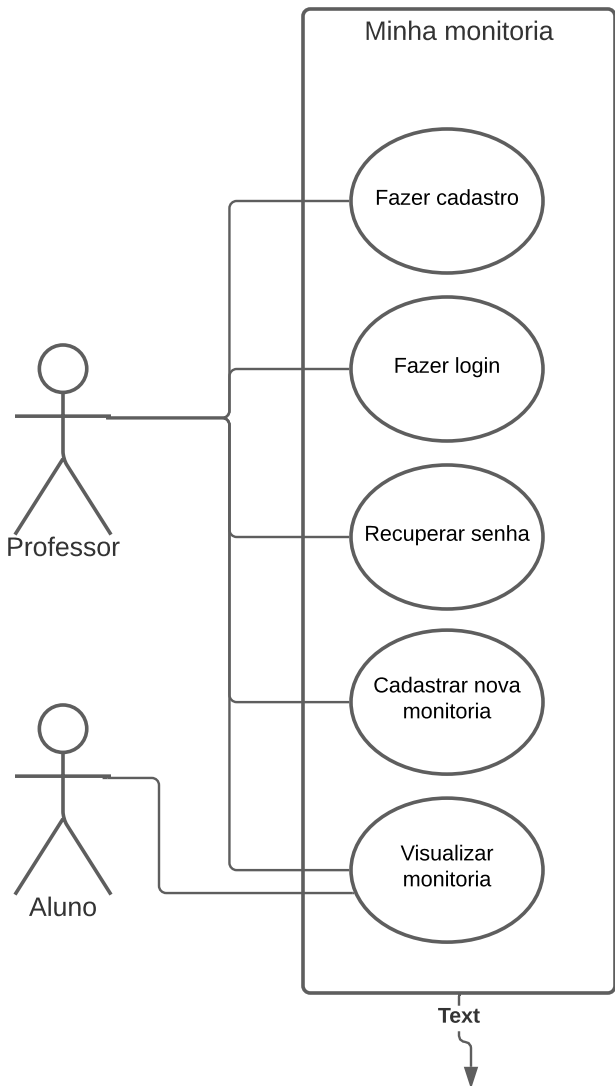 Minha monitoria
Fazer cadastro
Fazer login
Recuperar senha
Professor
Cadastrar nova
monitoria
Visualizar
monitoria
Aluno
Text